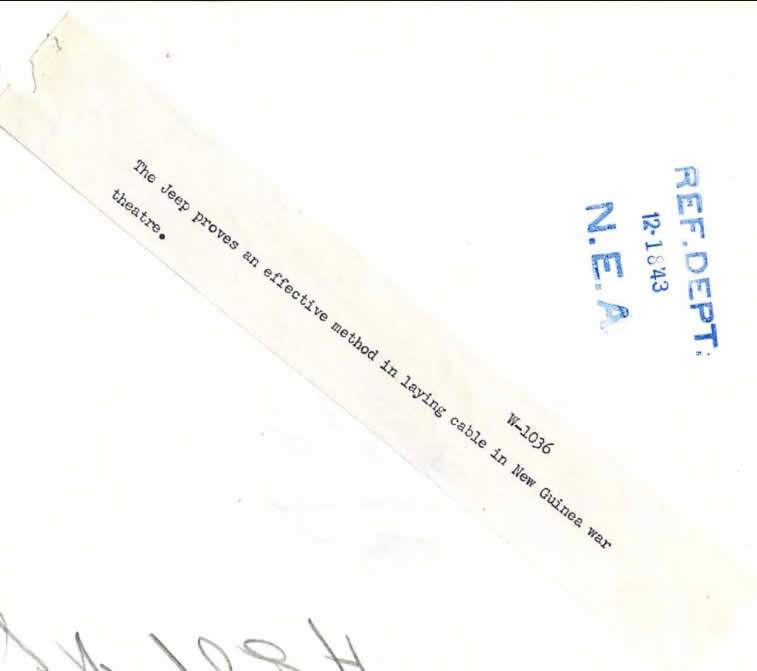 W-1036
The Jeep proves an effective method in laying cable in New Guinea war
theatre.
REF.DEPT.
12-1843
N.E.A.